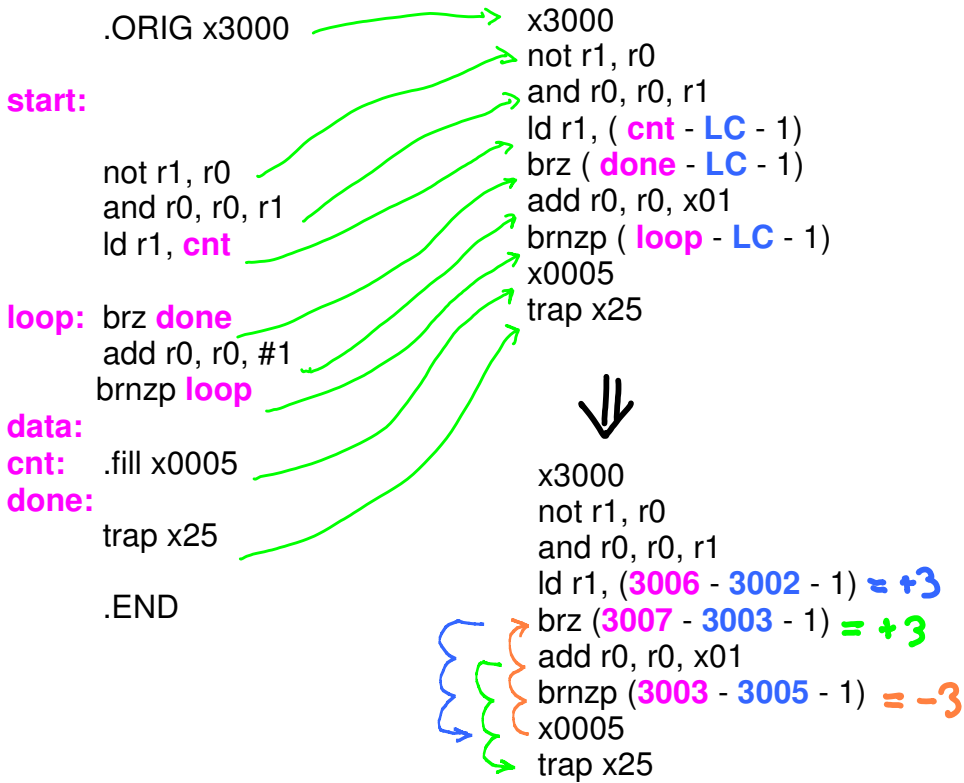 .ORIG x3000
start:
not r1, r0
and r0, r0, r1
ld r1, cnt
loop: brz done
add r0, r0, #1
brnzp loop
data:
cnt: .fill x0005
done:
trap x25
.END
x3000
not r1, r0
and r0, r0, r1
ld r1, ( cnt - LC - 1)
brz ( done - LC - 1)
add r0, r0, x01
brnzp ( loop - LC - 1)
x0005
trap x25
x3000
not r1, r0
and r0, r0, r1
ld r1, (3006 - 3002 - 1) = +3
brz (3007 - 3003 - 1) = +3
add r0, r0, x01
brnzp (3003 - 3005 - 1) = -3
x0005
trap x25